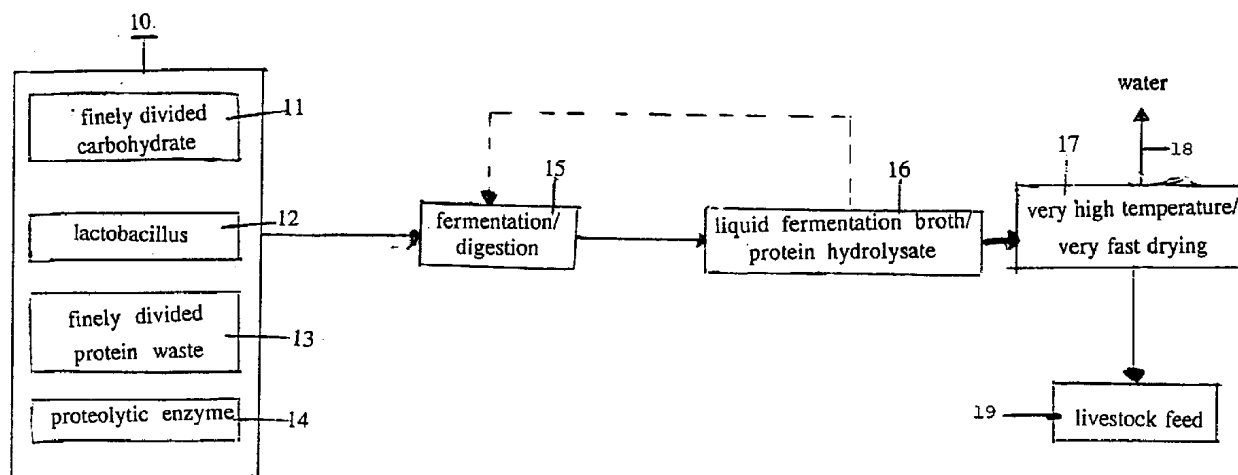 10.
finely divided
carbohydrate
11
lactobacillus
12
finely divided
protein waste
13
proteolytic enzyme
14
fermentation/
digestion
15
liquid fermentation broth/
protein hydrolysate
16
water
18
17
very high temperature/
very fast drying
19
livestock feed